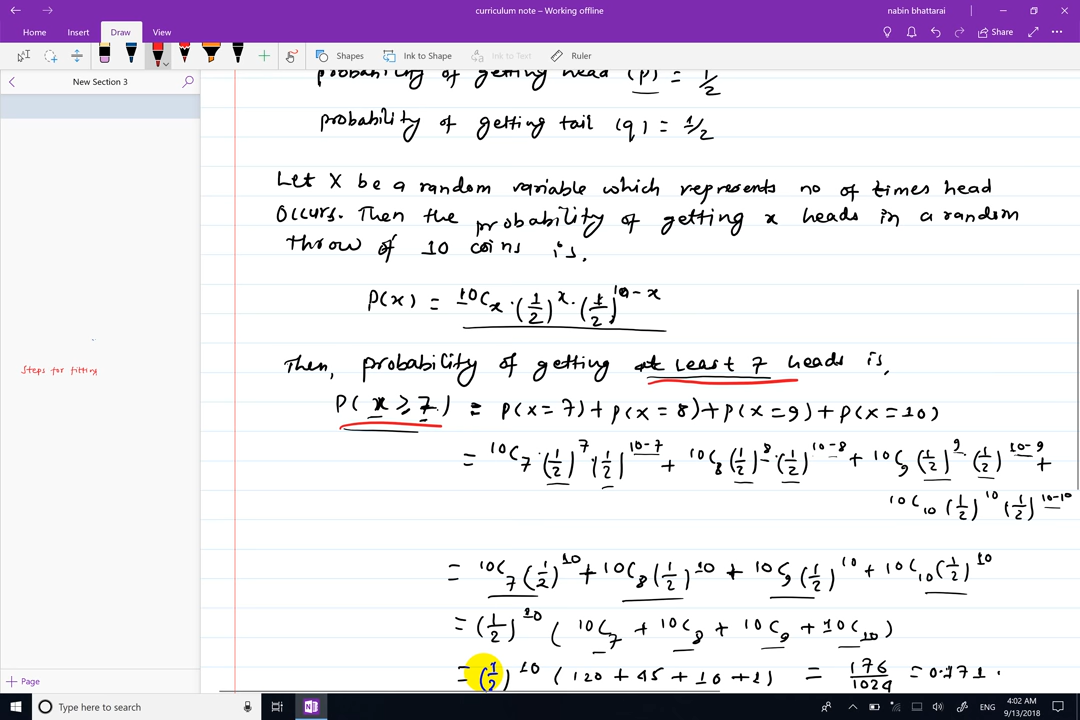 curriculum note – Working offline
nabin bhattarai
Home Insert Draw View
Share
Shapes Ink to Shape Ink to Text Ruler
New Section 3
probability of getting head (p) = 1/2
probability of getting tail (q) = 1/2
Let X be a random variable which represents no of times head
occurs. Then the probability of getting x heads in a random
throw of 10 coins is.
P(x) = 10Cx · (1/2)^x · (1/2)^10-x
Then, probability of getting at least 7 heads is,
Steps for fitting
P(x ≥ 7) = P(x=7) + P(x=8) + P(x=9) + P(x=10)
= 10C7 · (1/2)^7 · (1/2)^10-7 + 10C8 (1/2)^8 · (1/2)^10-8 + 10C9 (1/2)^9 · (1/2)^10-9 +
10C10 (1/2)^10 (1/2)^10-10
= 10C7 (1/2)^10 + 10C8 (1/2)^10 + 10C9 (1/2)^10 + 10C10 (1/2)^10
= (1/2)^10 ( 10C7 + 10C8 + 10C9 + 10C10 )
= (1/2)^10 ( 120 + 45 + 10 + 1 ) = 176/1024 = 0.171.
Page
Type here to search
ENG
4:02 AM
9/13/2018